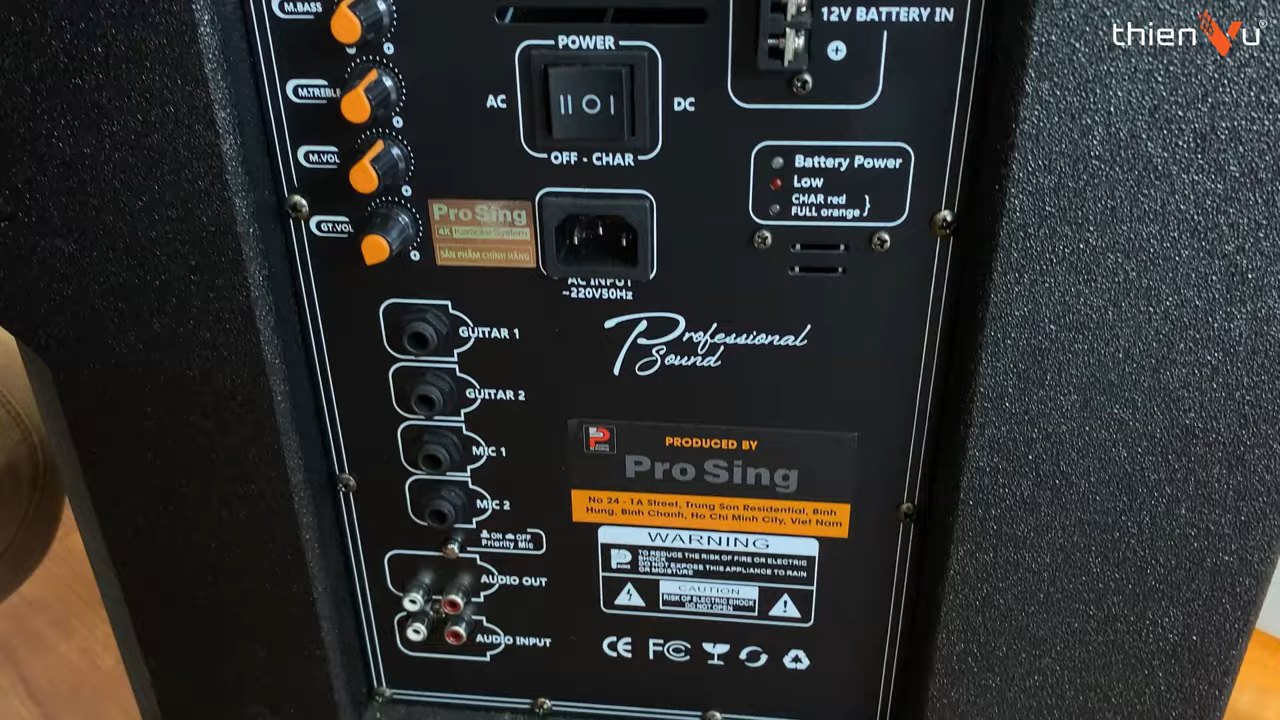 M.BASS
M.TREBLE
M.VOL
GT.VOL
POWER
AC
DC
OFF - CHAR
12V BATTERY IN
thienVu
Battery Power
Low
CHAR red
FULL orange
Pro Sing
4X Karaoke System
SẢN PHẨM CHÍNH HÃNG
AC INPUT
~220V50Hz
GUITAR 1
GUITAR 2
MIC 1
MIC 2
ON OFF
Priority Mic
AUDIO OUT
AUDIO INPUT
Professional
Sound
PRODUCED BY
Pro Sing
No 24 - 1A Street, Trung Son Residential, Binh
Hung, Binh Chanh, Ho Chi Minh City, Viet Nam
WARNING
TO REDUCE THE RISK OF FIRE OR ELECTRIC
SHOCK
DO NOT EXPOSE THIS APPLIANCE TO RAIN
OR MOISTURE
CAUTION
RISK OF ELECTRIC SHOCK
DO NOT OPEN
CE FC